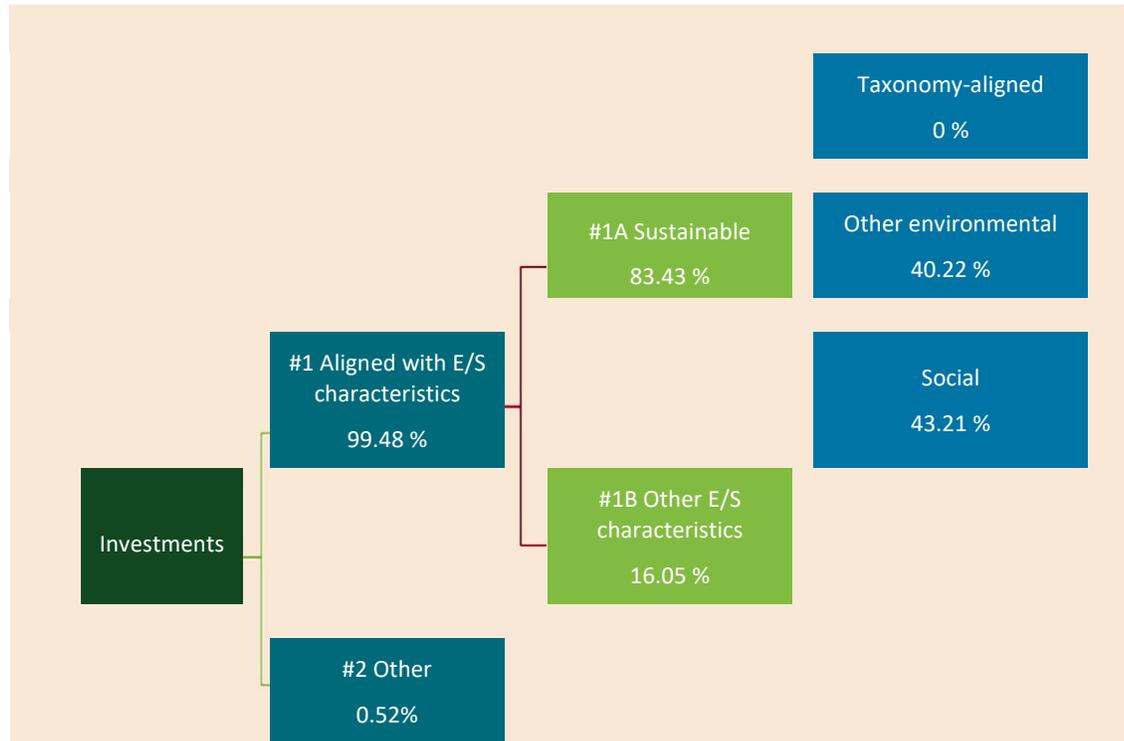 Taxonomy-aligned
0 %
#1A Sustainable
83.43 %
Other environmental
40.22 %
#1 Aligned with E/S
characteristics
99.48 %
Social
43.21 %
Investments
#1B Other E/S
characteristics
16.05 %
#2 Other
0.52%